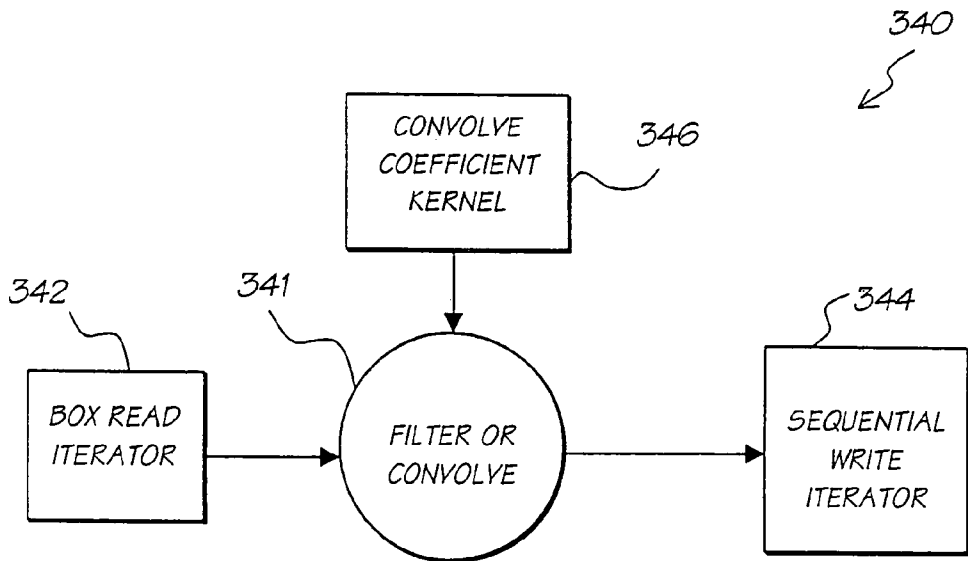 340
CONVOLVE
COEFFICIENT
KERNEL
346
342
341
344
BOX READ
ITERATOR
FILTER OR
CONVOLVE
SEQUENTIAL
WRITE
ITERATOR